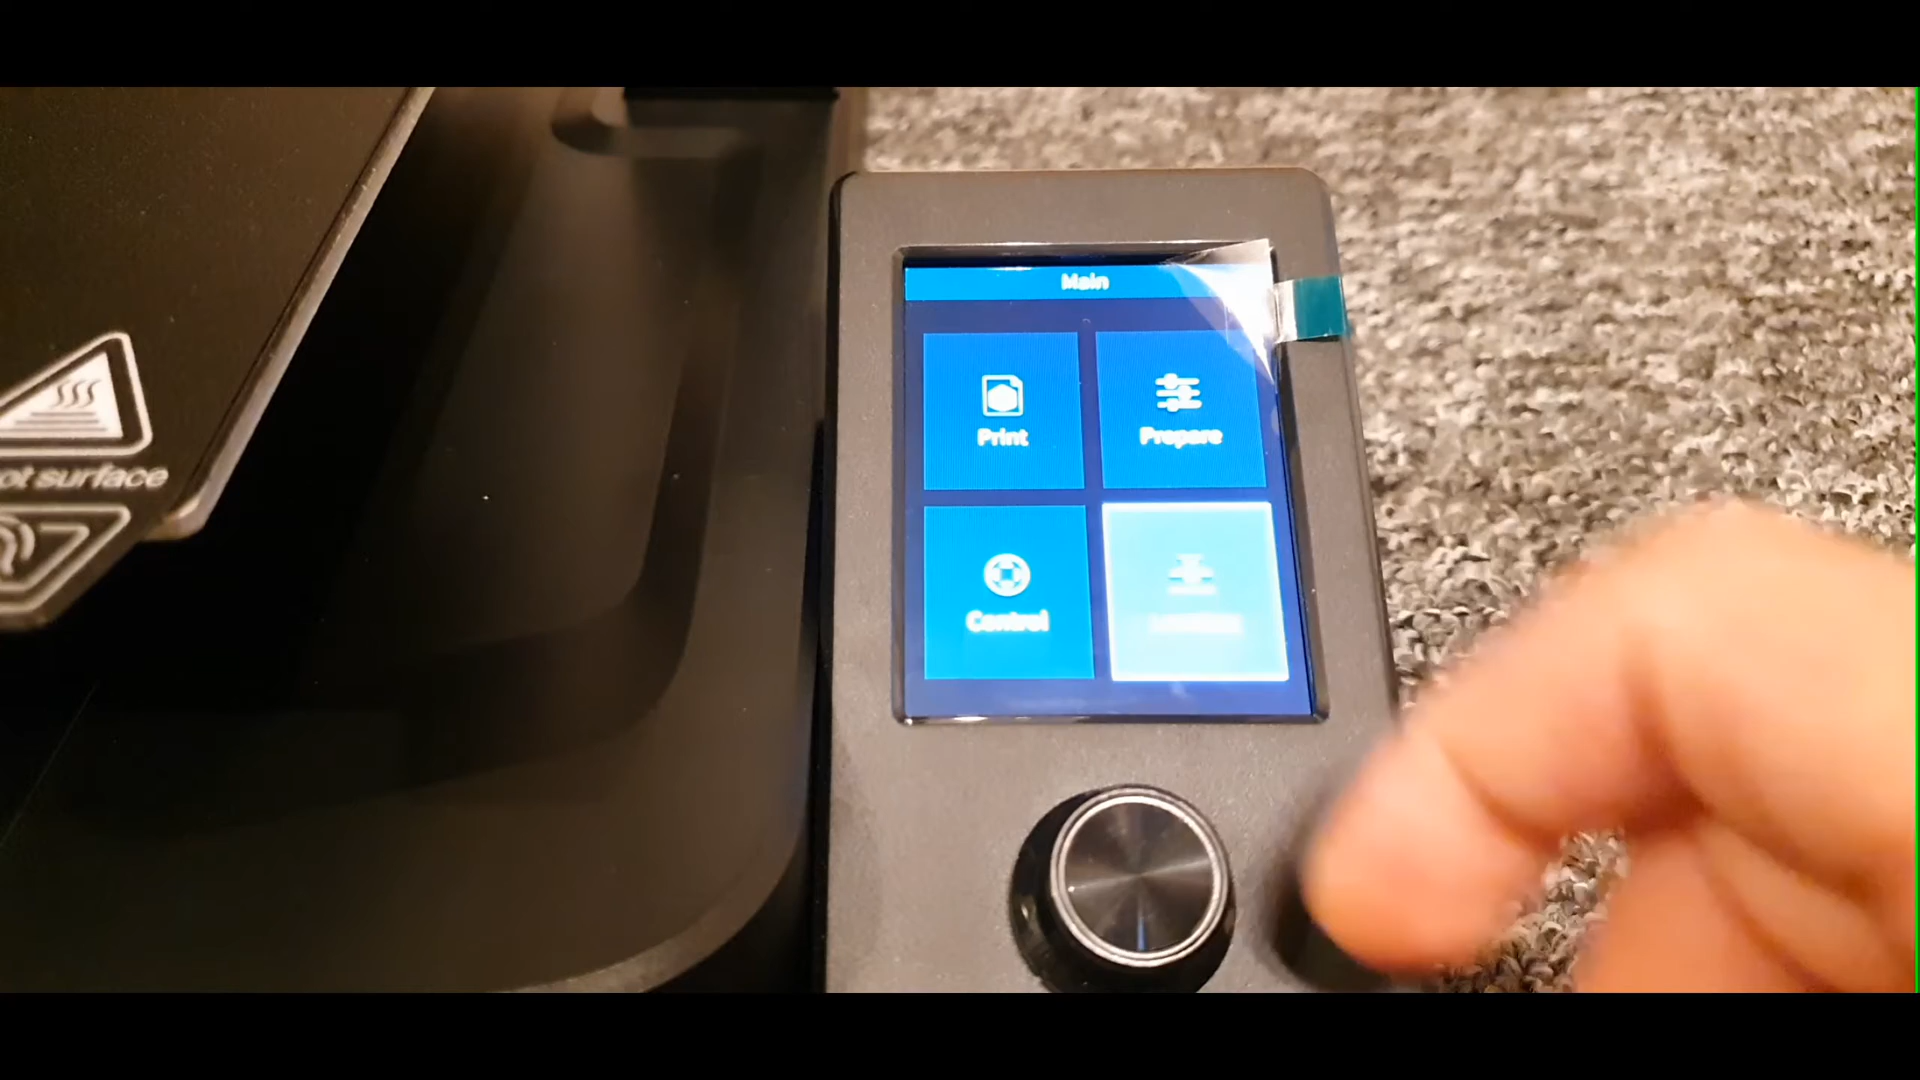 Main
Print
Prepare
Control
ot surface